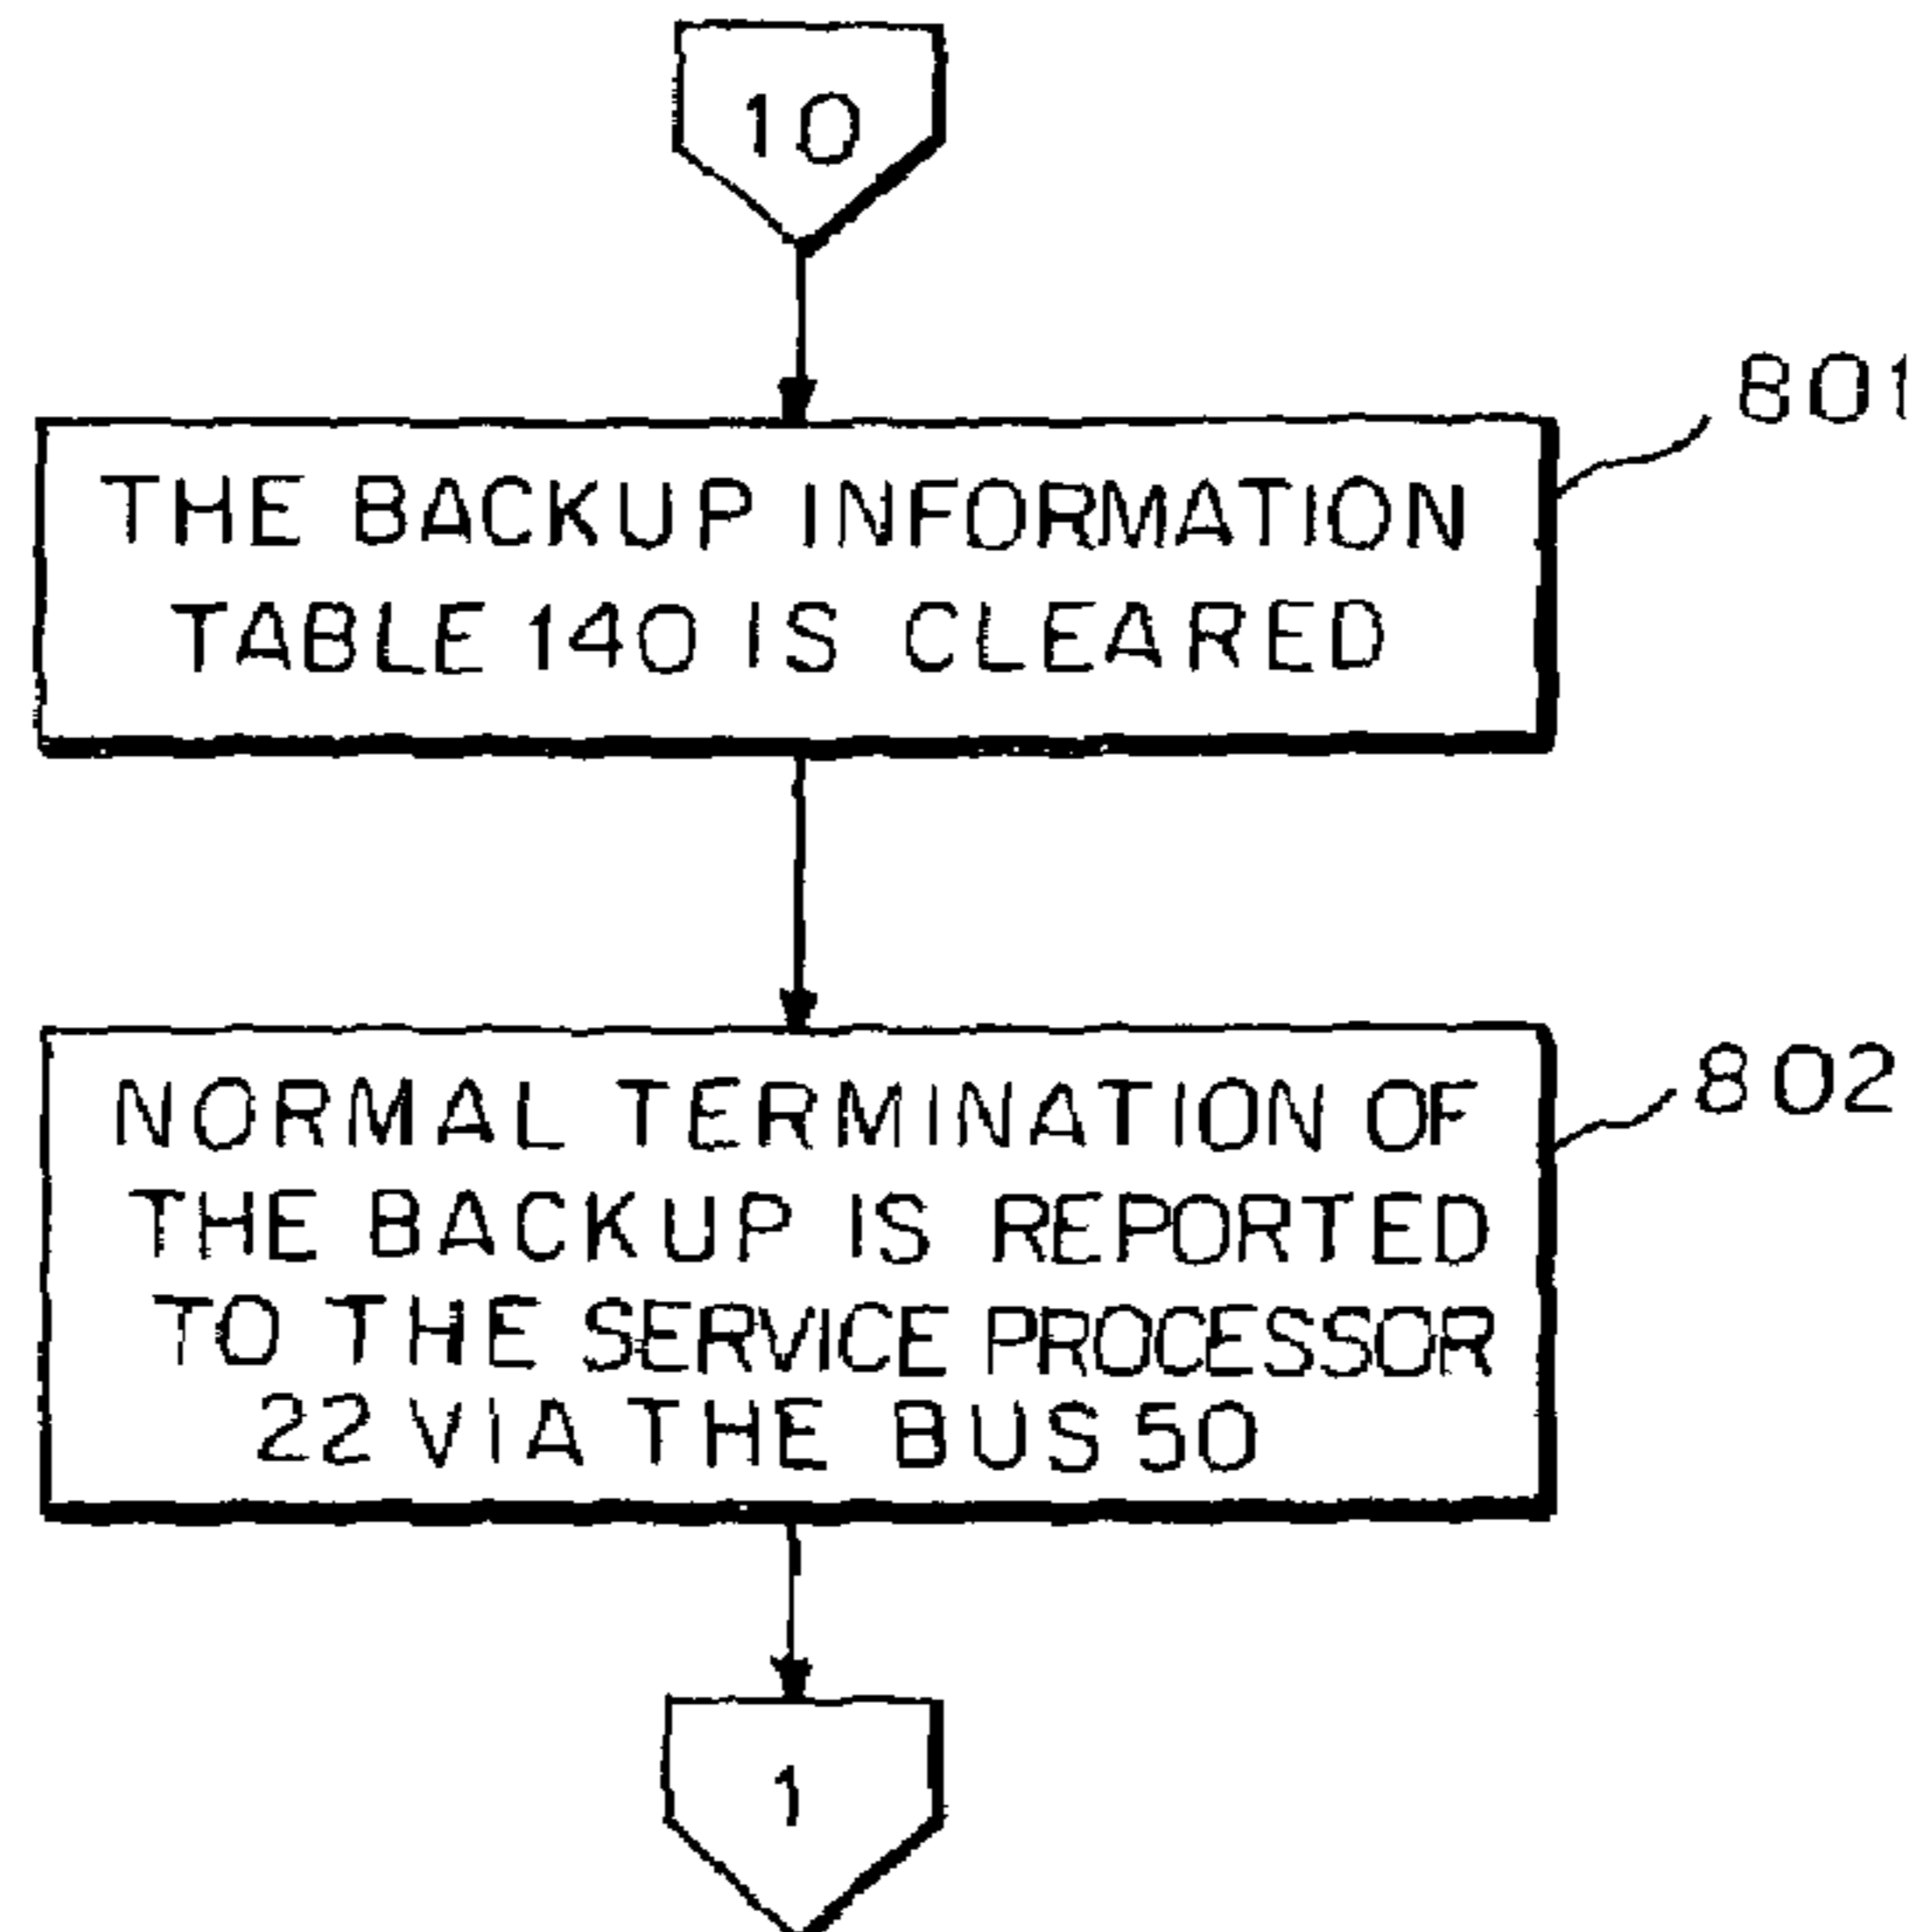 10
801
THE BACKUP INFORMATION
TABLE 140 IS CLEARED
802
NORMAL TERMINATION OF
THE BACKUP IS REPORTED
TO THE SERVICE PROCESSOR
22 VIA THE BUS 50
1